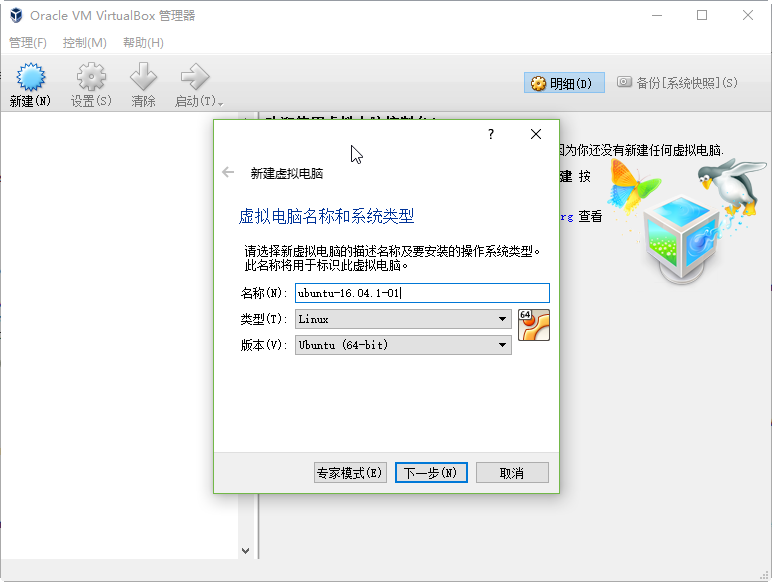 Oracle VM VirtualBox 管理器
管理(F) 控制(M) 帮助(H)
新建(N) 设置(S) 清除 启动(T) 明细(D) 备份[系统快照](S)
因为你还没有新建任何虚拟电脑.
建 按
rg 查看
?
新建虚拟电脑
虚拟电脑名称和系统类型
请选择新虚拟电脑的描述名称及要安装的操作系统类型。
此名称将用于标识此虚拟电脑。
名称(N): ubuntu-16.04.1-01
类型(T): Linux
64
版本(V): Ubuntu (64-bit)
专家模式(E) 下一步(N) 取消